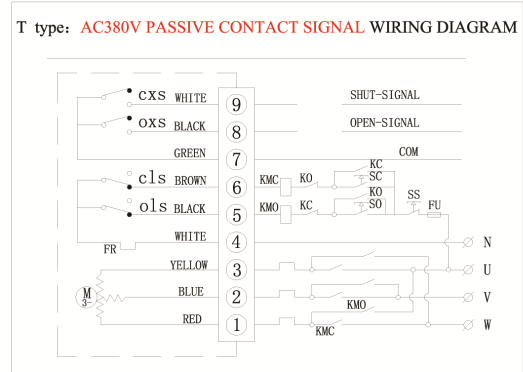 T type: AC380V PASSIVE CONTACT SIGNAL WIRING DIAGRAM
cxs WHITE 9 SHUT-SIGNAL
oxs BLACK 8 OPEN-SIGNAL
GREEN 7 COM
KC
cls BROWN 6 KMC KO SC
KO SS
ols BLACK 5 KMO KC SO FU
WHITE 4 N
FR
YELLOW 3 U
M 3~ BLUE 2 V
KMO
RED 1 W
KMC